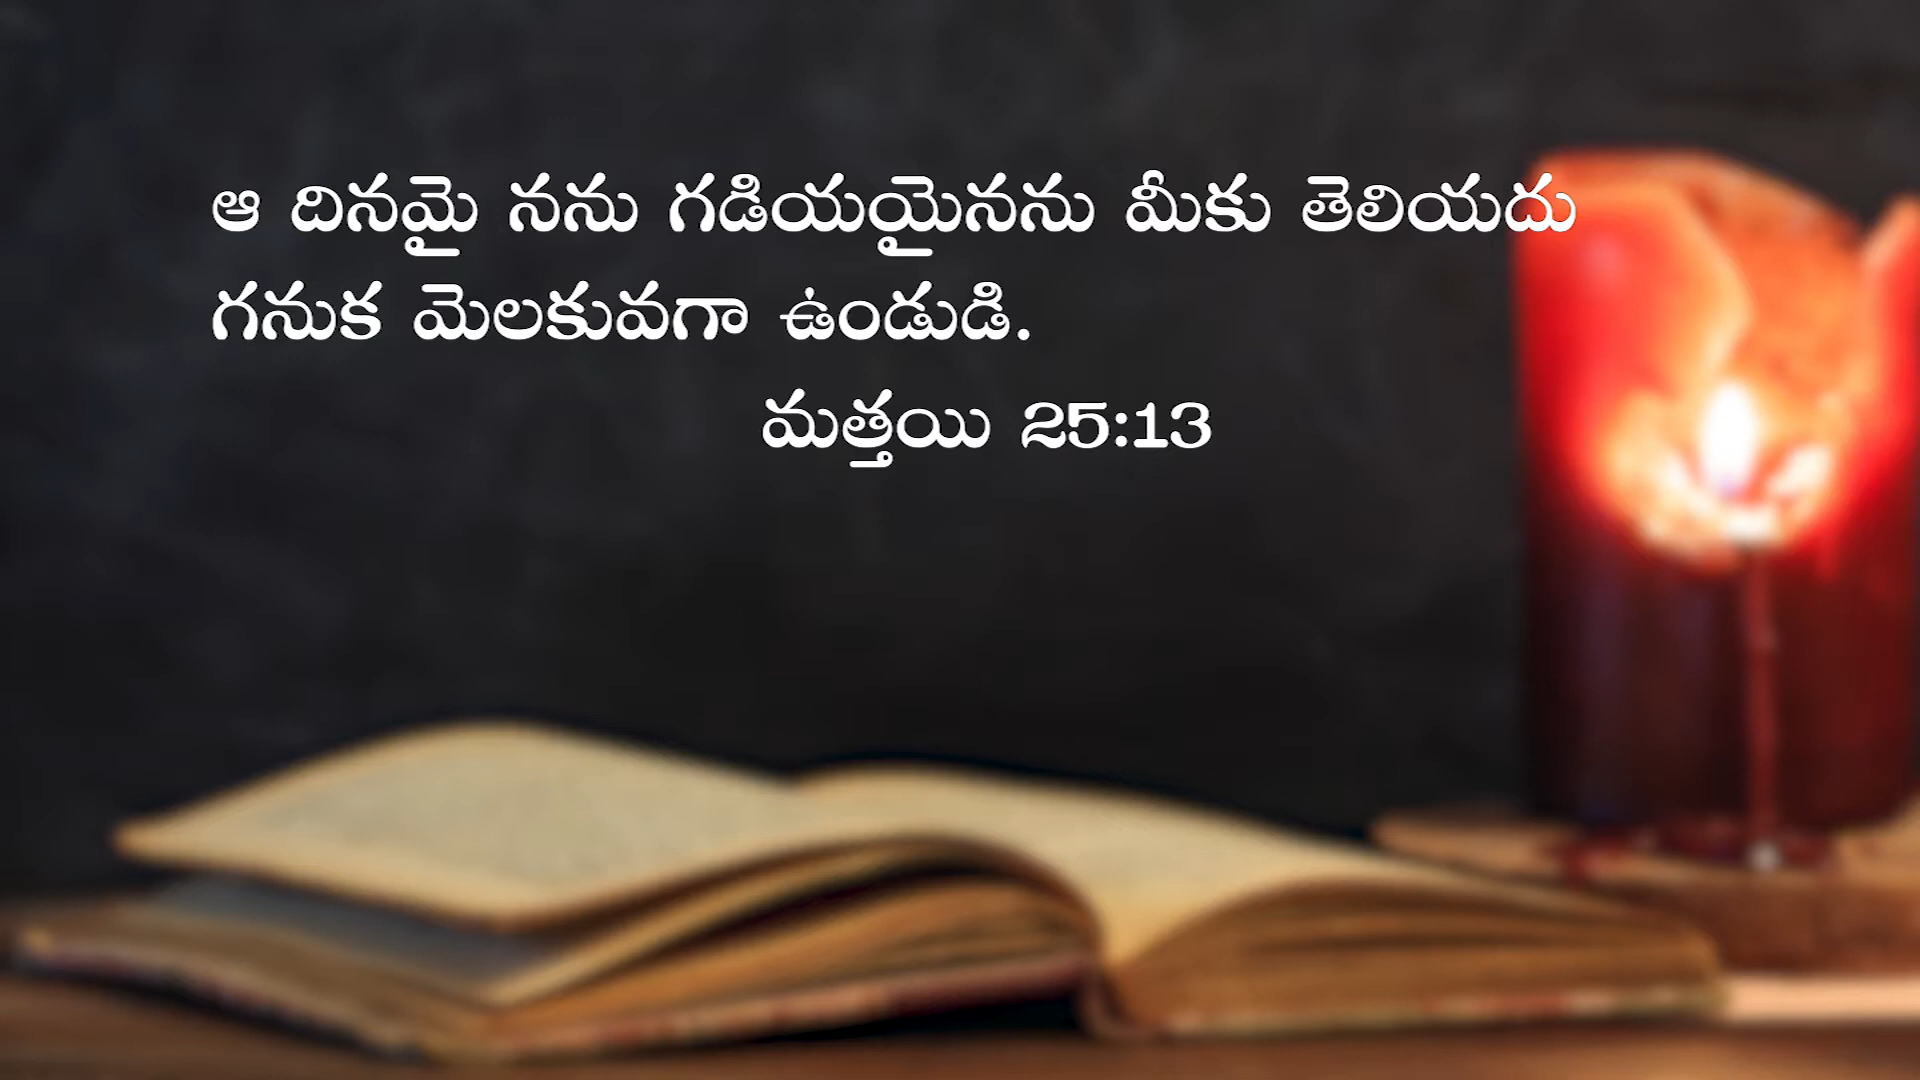 ఆ దినమై నను గడియయైనను మీకు తెలియదు
గనుక మెలకువగా ఉండుడి.
మత్తయి 25:13